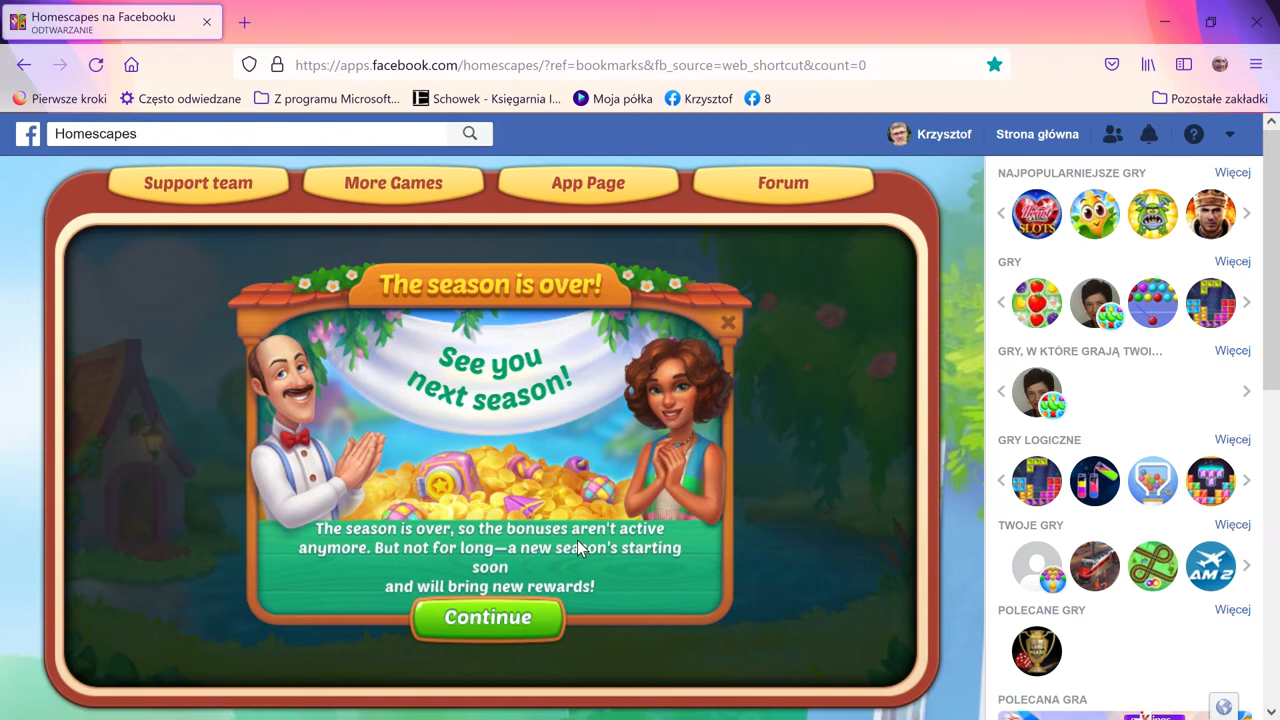 Homescapes na Facebooku
ODTWARZANIE
https://apps.facebook.com/homescapes/?ref=bookmarks&fb_source=web_shortcut&count=0
Pierwsze kroki
Często odwiedzane
Z programu Microsoft...
Schowek - Księgarnia I...
Moja półka
Krzysztof
8
Pozostałe zakładki
Homescapes
Krzysztof
Strona główna
Support team
More Games
App Page
Forum
The season is over!
See you
next season!
The season is over, so the bonuses aren't active
anymore. But not for long—a new season's starting
soon
and will bring new rewards!
Continue
NAJPOPULARNIEJSZE GRY
Więcej
SLOTS
GRY
Więcej
GRY, W KTÓRE GRAJĄ TWOI...
Więcej
GRY LOGICZNE
Więcej
TWOJE GRY
Więcej
AM2
POLECANE GRY
Więcej
POLECANA GRA